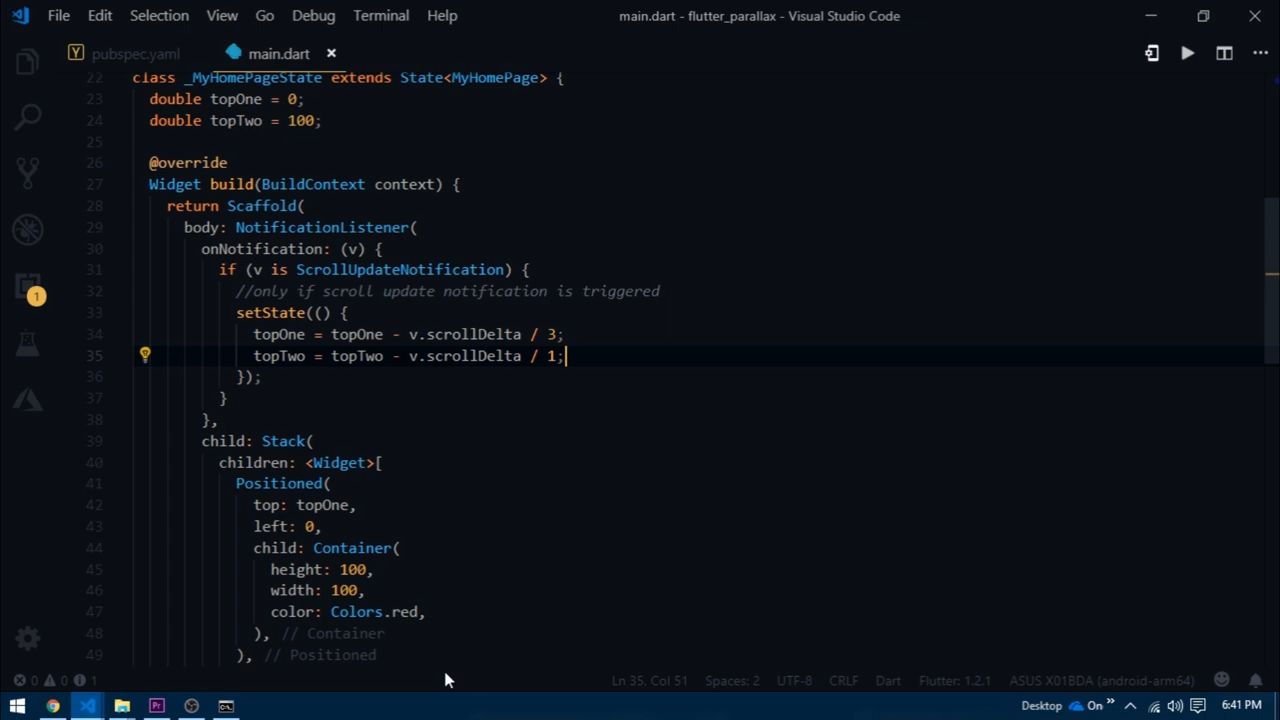 File Edit Selection View Go Debug Terminal Help main.dart - flutter_parallax - Visual Studio Code
pubspec.yaml main.dart
22 class _MyHomePageState extends State<MyHomePage> {
23 double topOne = 0;
24 double topTwo = 100;
25
26 @override
27 Widget build(BuildContext context) {
28 return Scaffold(
29 body: NotificationListener(
30 onNotification: (v) {
31 if (v is ScrollUpdateNotification) {
32 //only if scroll update notification is triggered
33 setState(() {
34 topOne = topOne - v.scrollDelta / 3;
35 topTwo = topTwo - v.scrollDelta / 1;
36 });
37 }
38 },
39 child: Stack(
40 children: <Widget>[
41 Positioned(
42 top: topOne,
43 left: 0,
44 child: Container(
45 height: 100,
46 width: 100,
47 color: Colors.red,
48 ), // Container
49 ), // Positioned
1
0 0 1 Ln 35, Col 51 Spaces: 2 UTF-8 CRLF Dart Flutter: 1.2.1 ASUS X01BDA (android-arm64)
Desktop On » 6:41 PM